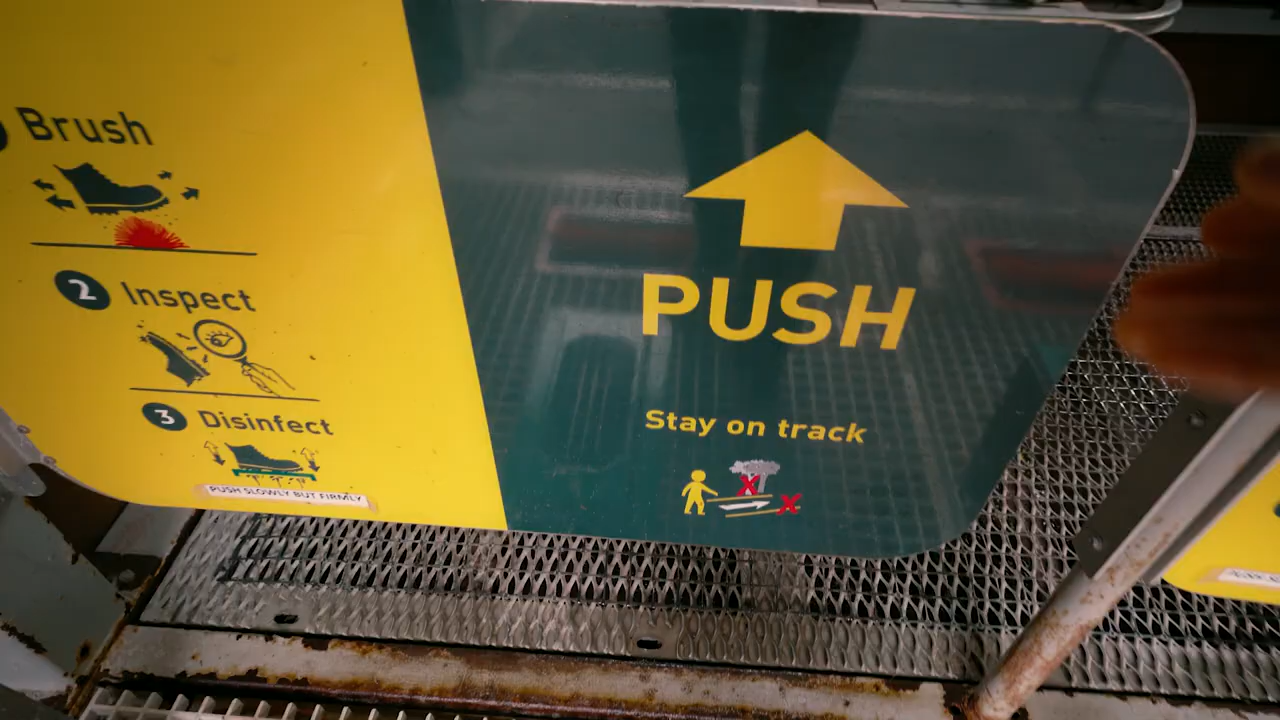 Brush
2 Inspect
3 Disinfect
PUSH SLOWLY BUT FIRMLY
PUSH
Stay on track